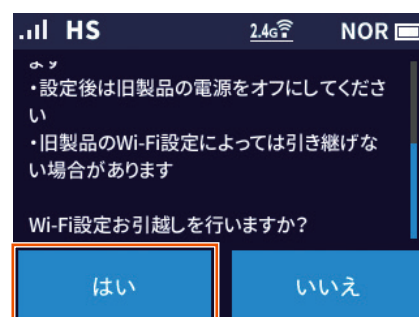 HS 2.4G NOR
・設定後は旧製品の電源をオフにしてくださ
い
・旧製品のWi-Fi設定によっては引き継げな
い場合があります
Wi-Fi設定お引越しを行いますか？
はい いいえ